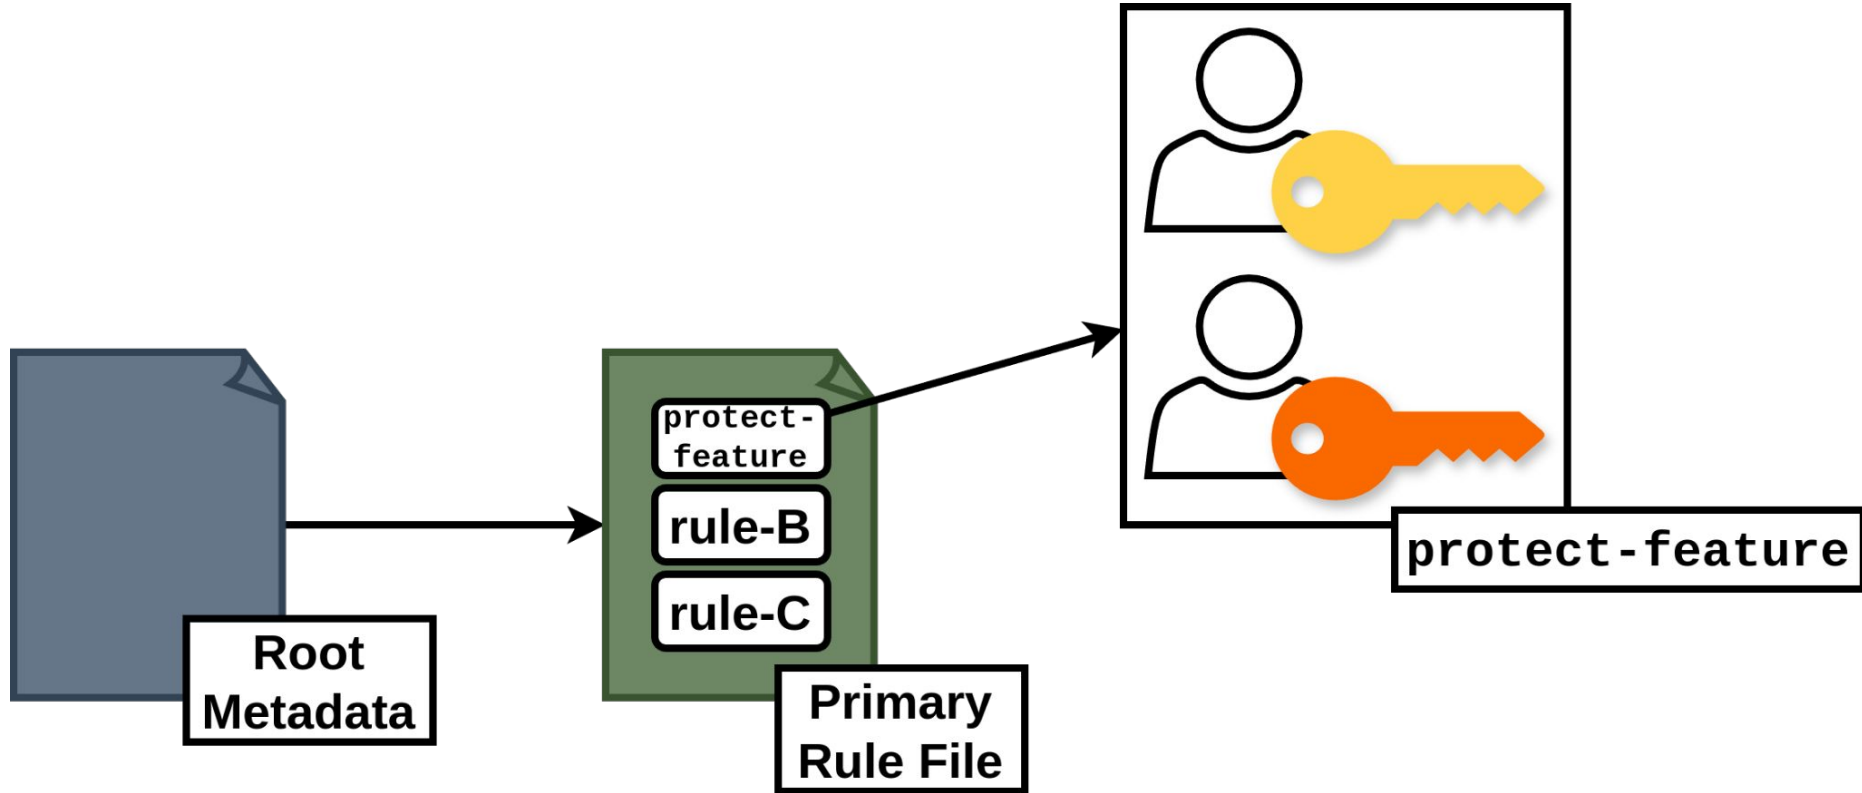 Root
Metadata
protect-
feature
rule-B
rule-C
Primary
Rule File
protect-feature